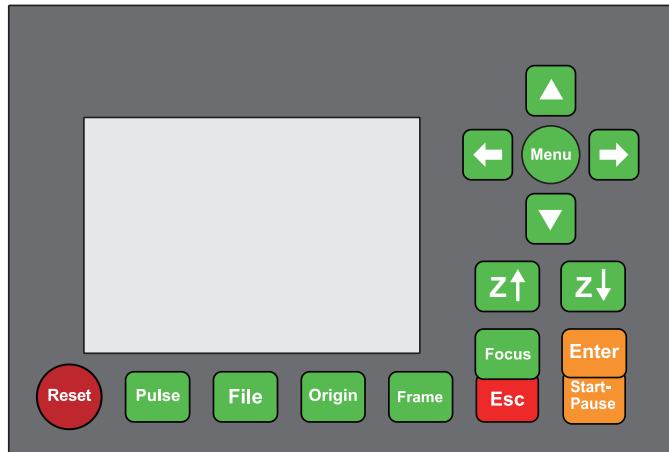 Menu
Z
Z
Focus
Enter
Reset
Pulse
File
Origin
Frame
Esc
Start-
Pause